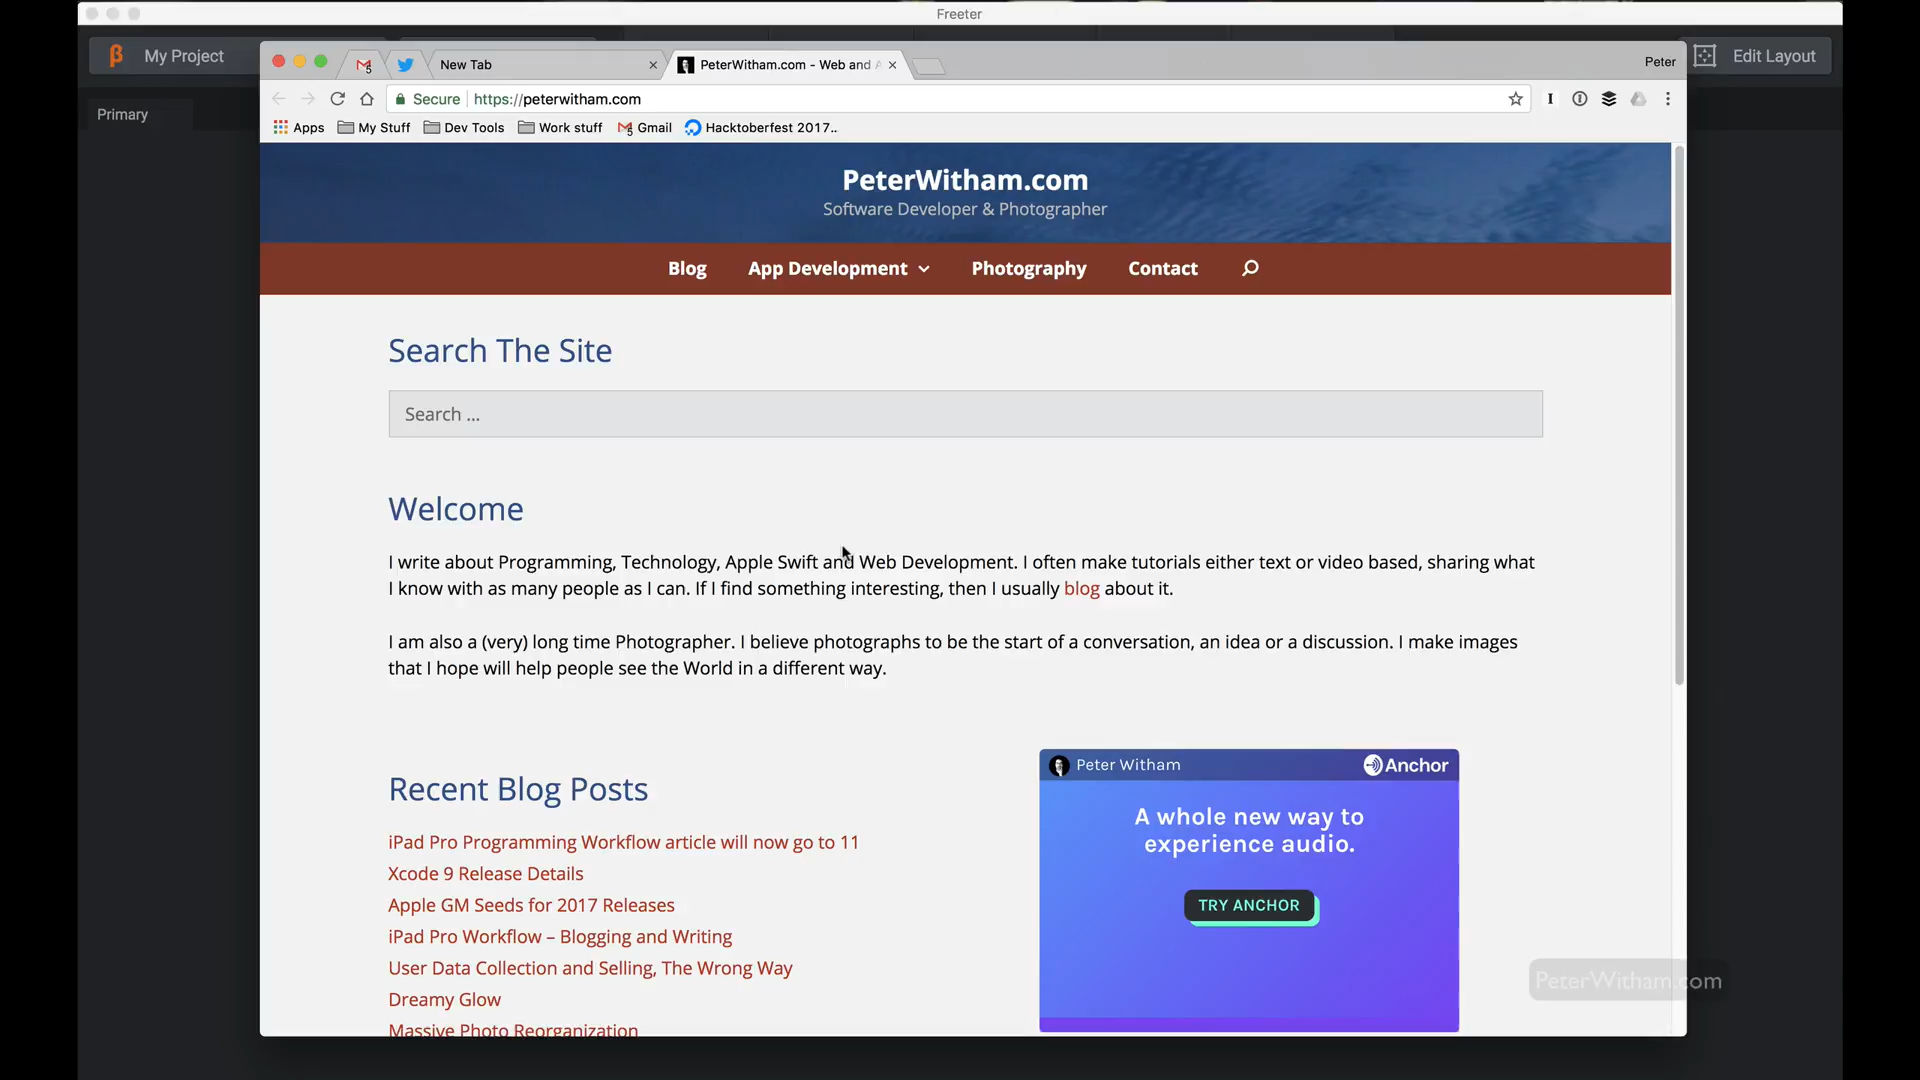 Freeter
β My Project
Edit Layout
Primary
New Tab
PeterWitham.com - Web and A
Peter
Secure https://peterwitham.com
Apps My Stuff Dev Tools Work stuff Gmail Hacktoberfest 2017..
PeterWitham.com
Software Developer & Photographer
Blog App Development Photography Contact
Search The Site
Search ...
Welcome
I write about Programming, Technology, Apple Swift and Web Development. I often make tutorials either text or video based, sharing what
I know with as many people as I can. If I find something interesting, then I usually blog about it.
I am also a (very) long time Photographer. I believe photographs to be the start of a conversation, an idea or a discussion. I make images
that I hope will help people see the World in a different way.
Recent Blog Posts
iPad Pro Programming Workflow article will now go to 11
Xcode 9 Release Details
Apple GM Seeds for 2017 Releases
iPad Pro Workflow – Blogging and Writing
User Data Collection and Selling, The Wrong Way
Dreamy Glow
Massive Photo Reorganization
Peter Witham
Anchor
A whole new way to
experience audio.
TRY ANCHOR
PeterWitham.com